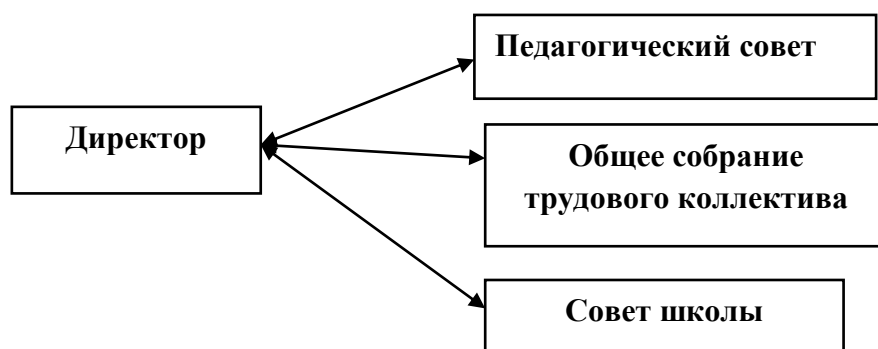 Педагогический совет
Директор
Общее собрание
трудового коллектива
Совет школы